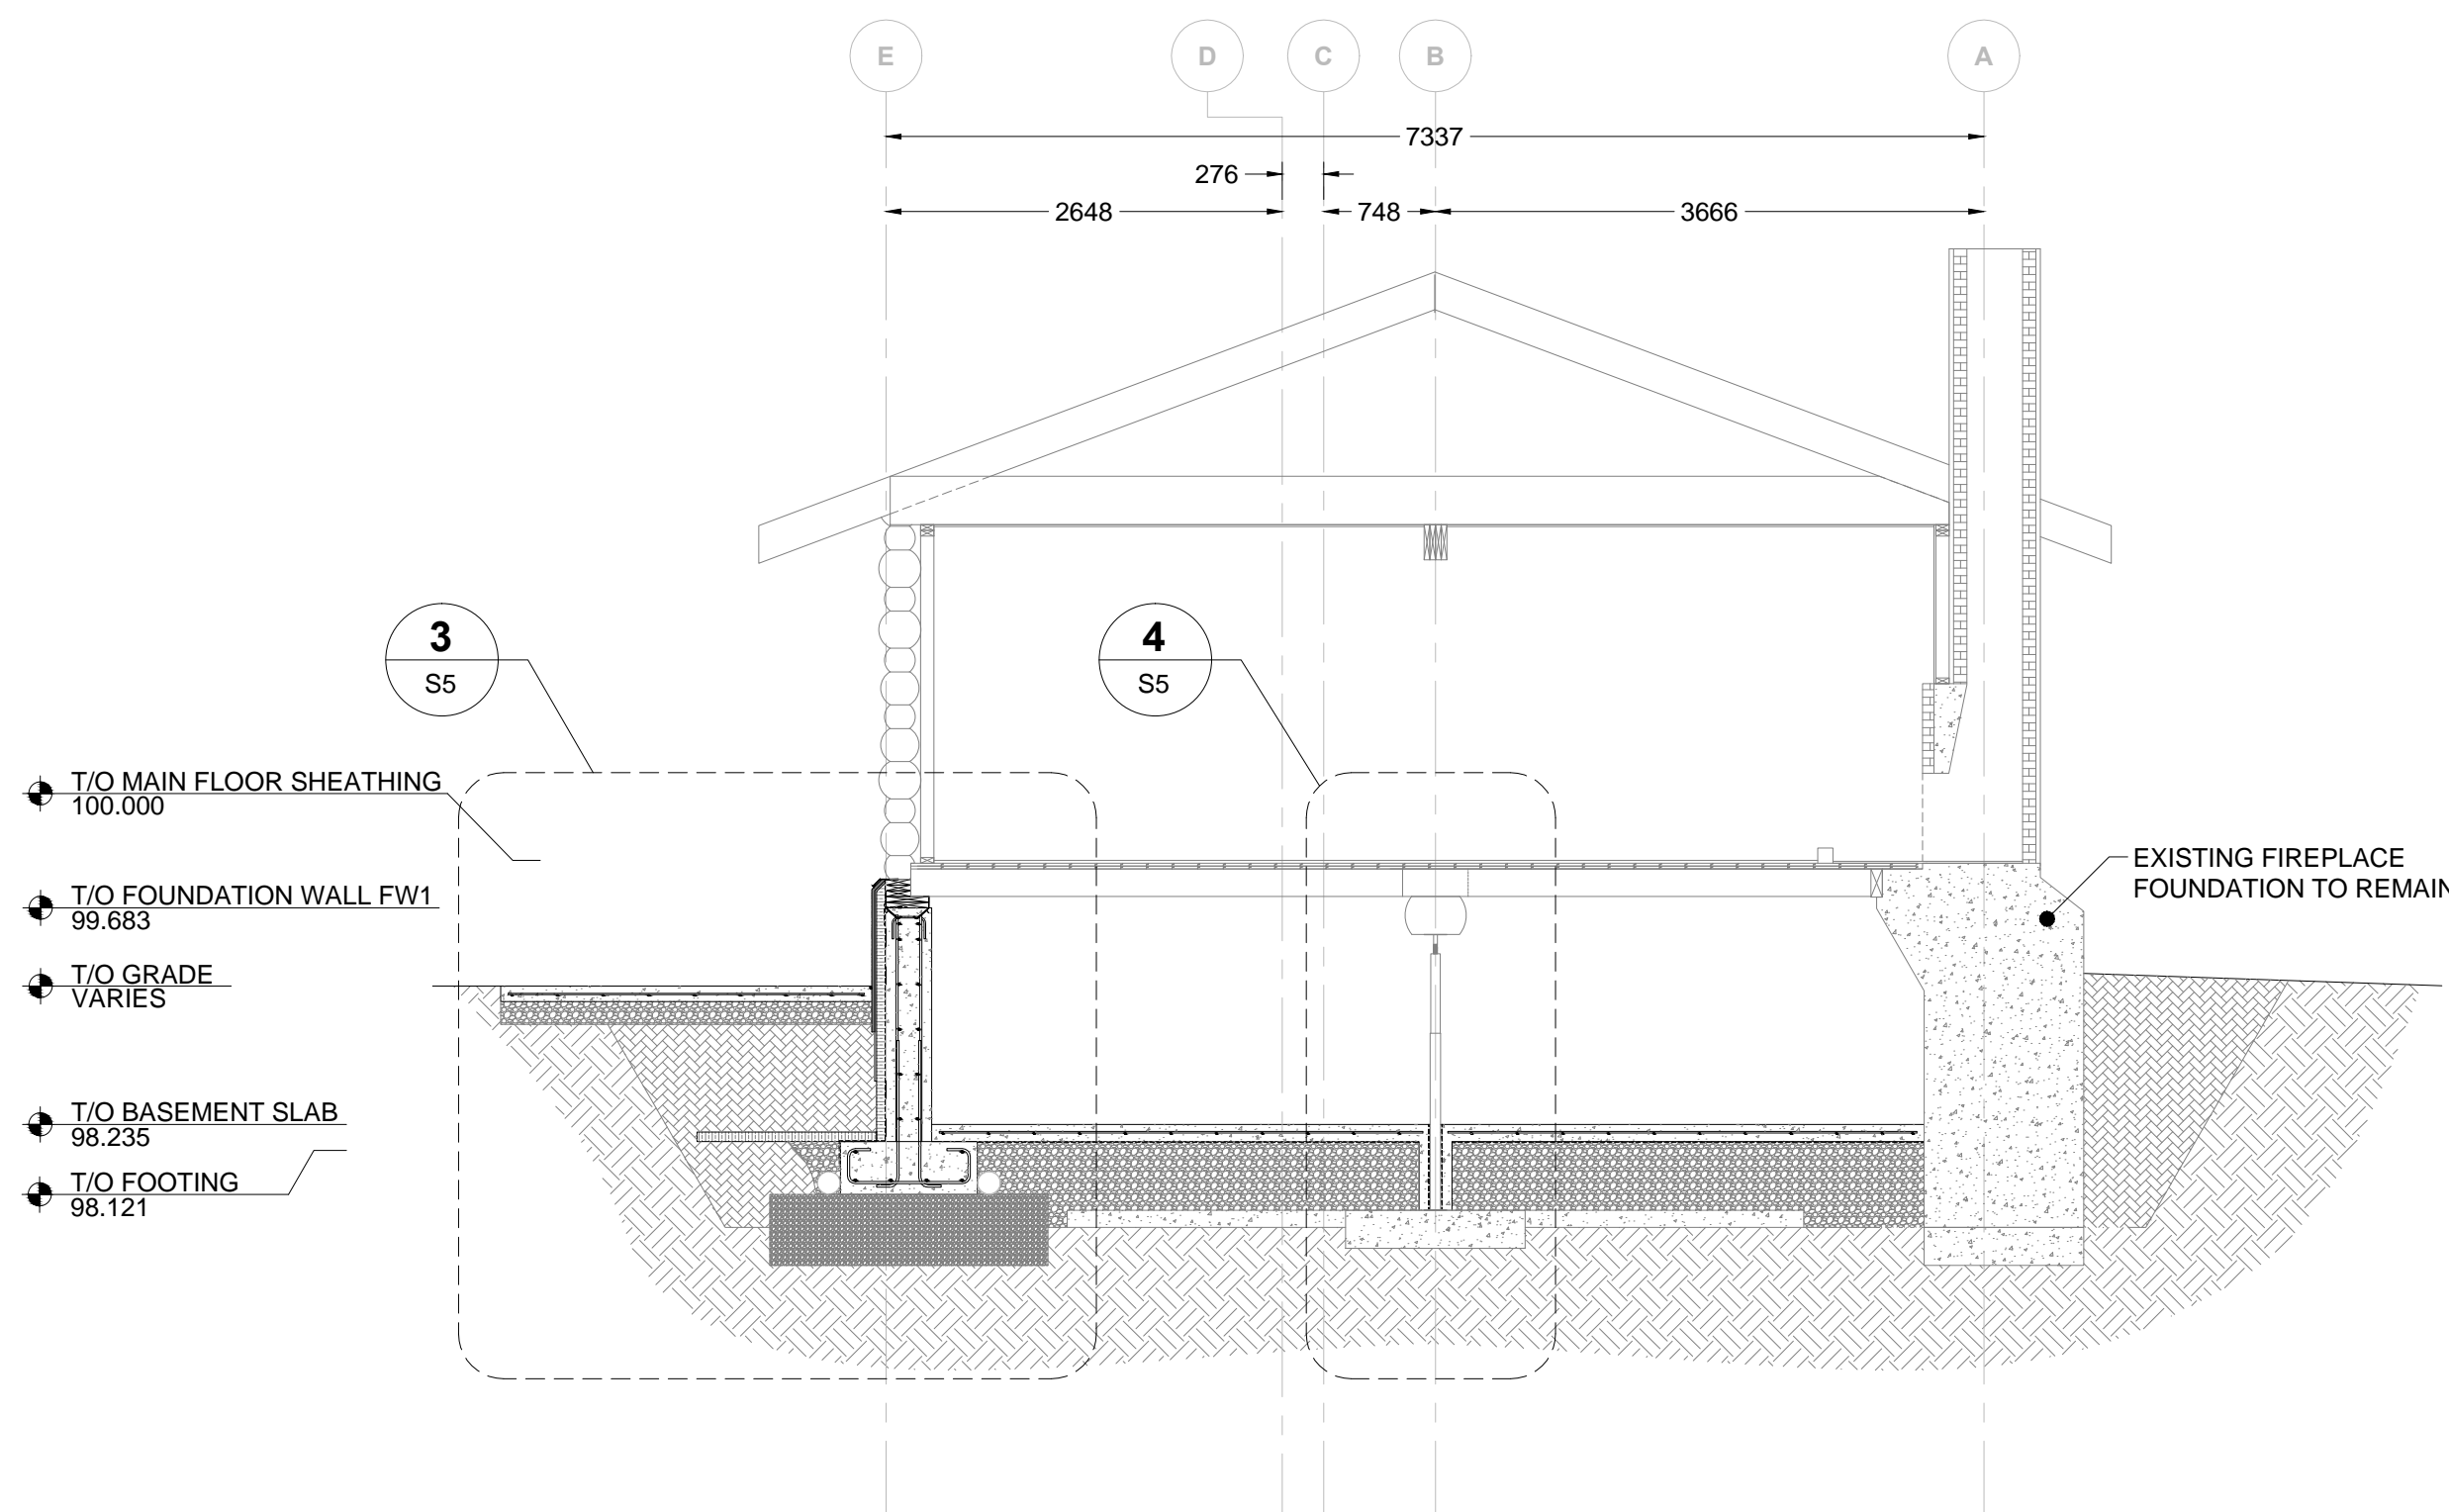 E D C B A
7337
276
2648 748 3666
3
S5
4
S5
T/O MAIN FLOOR SHEATHING
100.000
EXISTING FIREPLACE
FOUNDATION TO REMAIN
T/O FOUNDATION WALL FW1
99.683
T/O GRADE
VARIES
T/O BASEMENT SLAB
98.235
T/O FOOTING
98.121